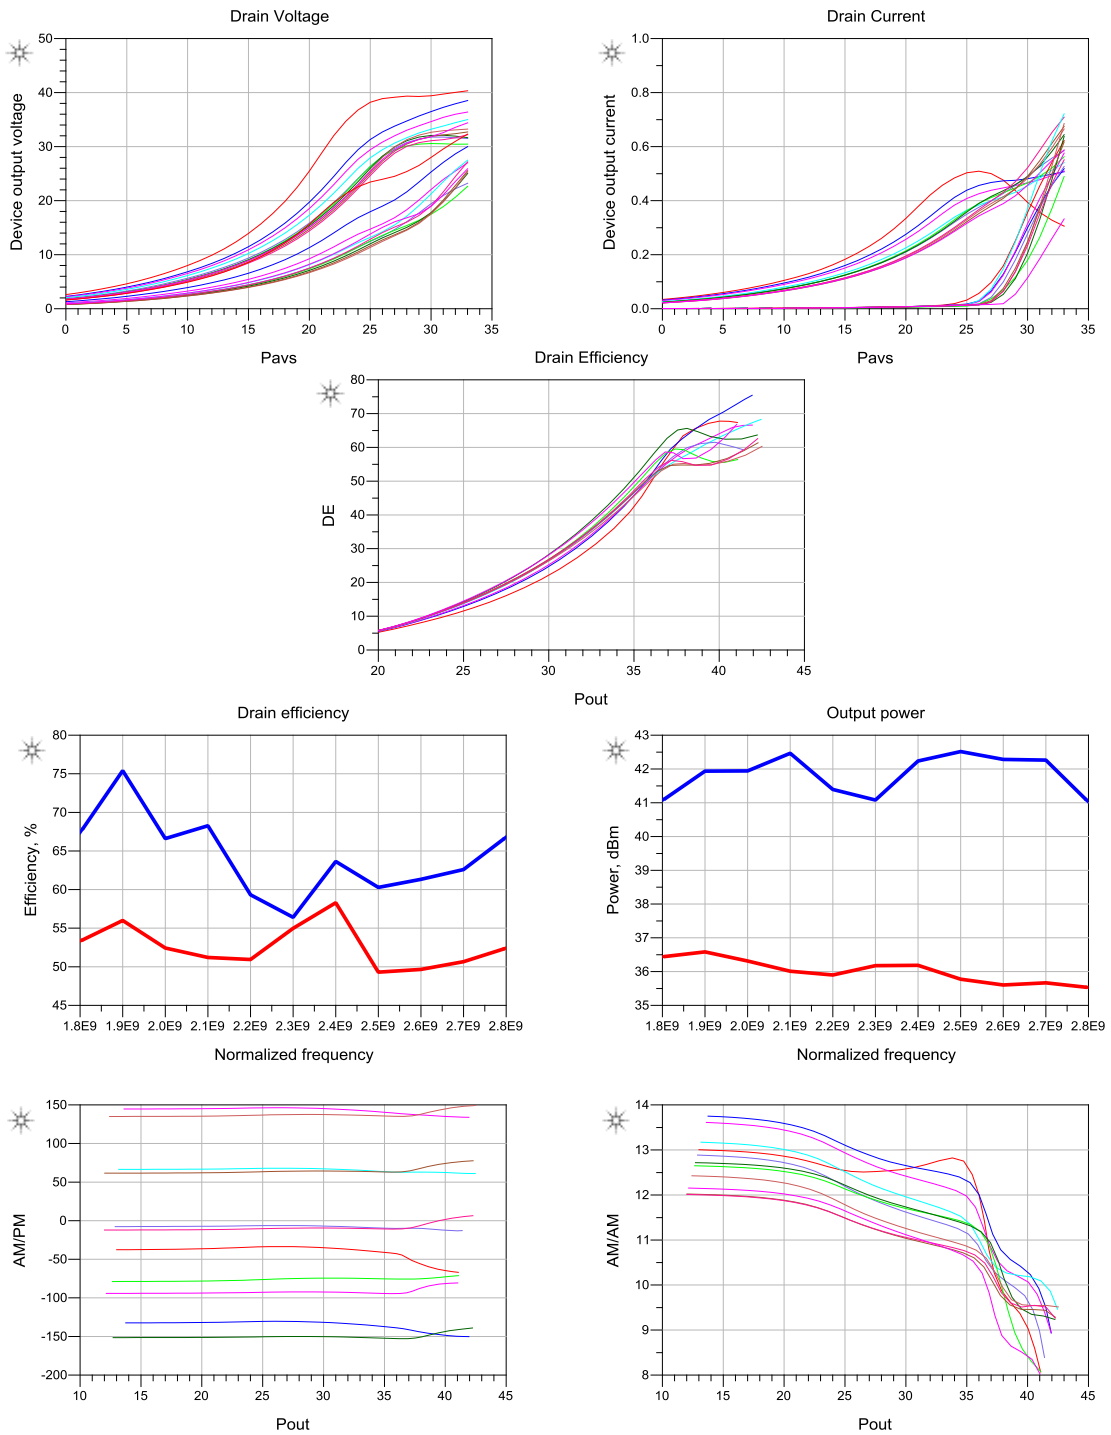 Drain Voltage
Device output voltage
50
40
30
20
10
0
0 5 10 15 20 25 30 35
Pavs
Drain Current
Device output current
1.0
0.8
0.6
0.4
0.2
0.0
0 5 10 15 20 25 30 35
Pavs
Drain Efficiency
DE
80
70
60
50
40
30
20
10
0
20 25 30 35 40 45
Pout
Drain efficiency
Efficiency, %
80
75
70
65
60
55
50
45
1.8E9 1.9E9 2.0E9 2.1E9 2.2E9 2.3E9 2.4E9 2.5E9 2.6E9 2.7E9 2.8E9
Normalized frequency
Output power
Power, dBm
43
42
41
40
39
38
37
36
35
1.8E9 1.9E9 2.0E9 2.1E9 2.2E9 2.3E9 2.4E9 2.5E9 2.6E9 2.7E9 2.8E9
Normalized frequency
AM/PM
150
100
50
0
-50
-100
-150
-200
10 15 20 25 30 35 40 45
Pout
AM/AM
14
13
12
11
10
9
8
10 15 20 25 30 35 40 45
Pout